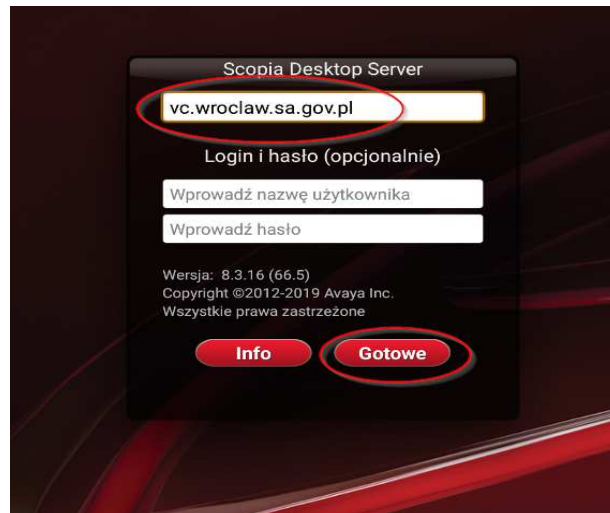 Scopia Desktop Server
vc.wroclaw.sa.gov.pl
Login i hasło (opcjonalnie)
Wprowadź nazwę użytkownika
Wprowadź hasło
Wersja: 8.3.16 (66.5)
Copyright ©2012-2019 Avaya Inc.
Wszystkie prawa zastrzeżone
Info Gotowe